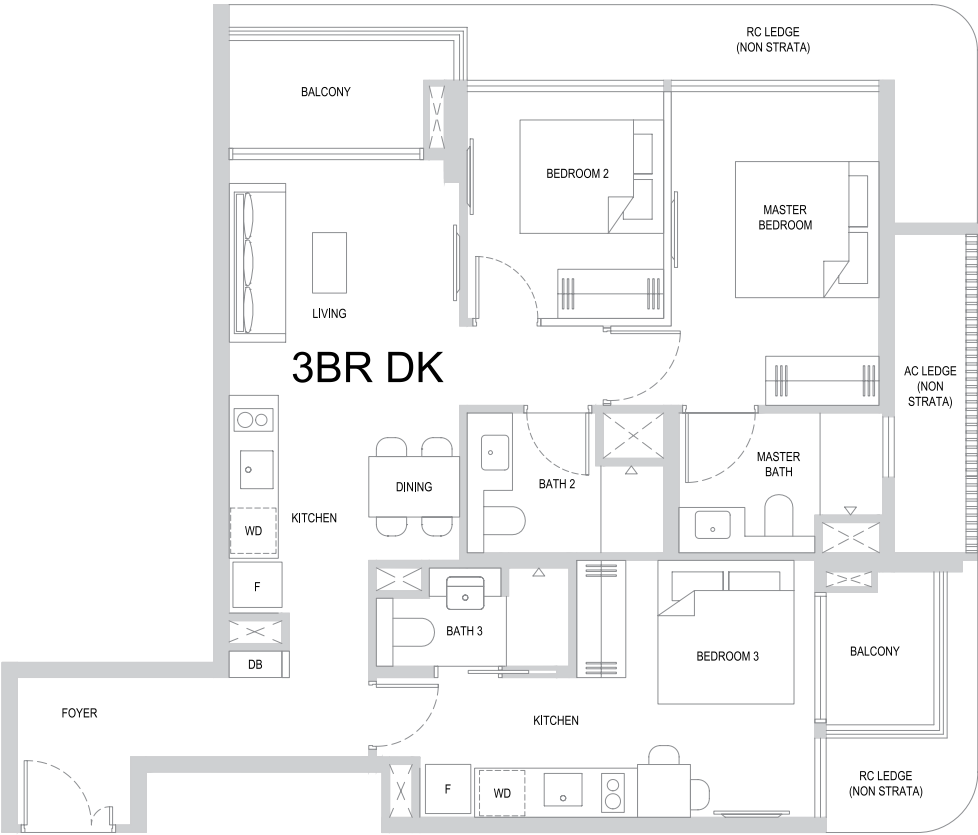 RC LEDGE
(NON STRATA)
BALCONY
BEDROOM 2
MASTER
BEDROOM
LIVING
3BR DK
AC LEDGE
(NON
STRATA)
MASTER
BATH
DINING
BATH 2
KITCHEN
WD
F
BATH 3
DB
BEDROOM 3
BALCONY
FOYER
KITCHEN
RC LEDGE
(NON STRATA)
F
WD